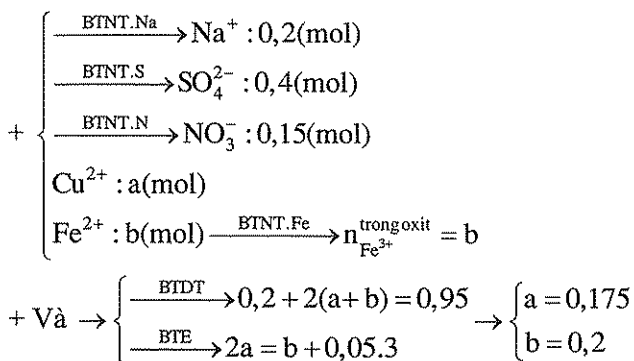 BTNT.Na → Na⁺ : 0,2(mol)
BTNT.S → SO₄²⁻ : 0,4(mol)
+ BTNT.N → NO₃⁻ : 0,15(mol)
Cu²⁺ : a(mol)
Fe²⁺ : b(mol) BTNT.Fe → n_{Fe³⁺}^{trong oxit} = b
+ Và → { BTDT → 0,2 + 2(a+b) = 0,95 → { a = 0,175
BTE → 2a = b + 0,05.3 b = 0,2